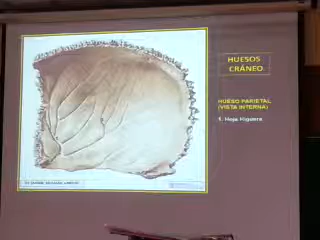 HUESOS
CRÁNEO
HUESO PARIETAL
(VISTA INTERNA)
1. Hoja Higuera